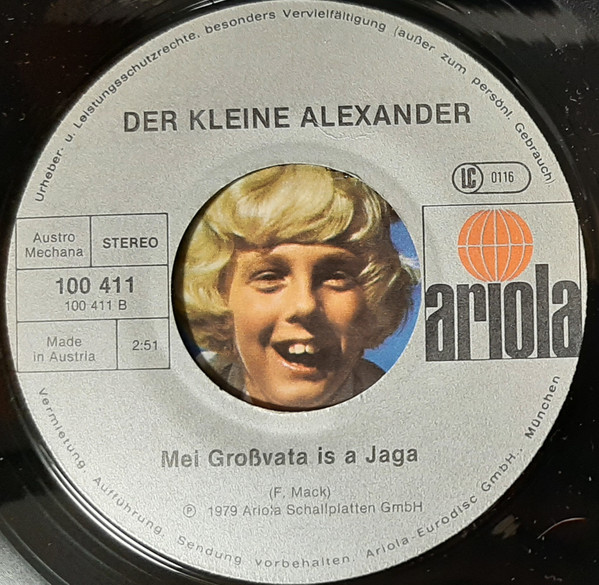 Urheber- u. Leistungsschutzrechte, besonders Vervielfältigung (außer zum persönl. Gebrauch)
DER KLEINE ALEXANDER
LC 0116
Austro
Mechana
STEREO
100 411
100 411 B
Made
in Austria
2:51
ariola
Mei Großvata is a Jaga
(F. Mack)
℗ 1979 Ariola Schallplatten GmbH
Vermietung. Aufführung. Sendung vorbehalten. Ariola-Eurodisc GmbH., München